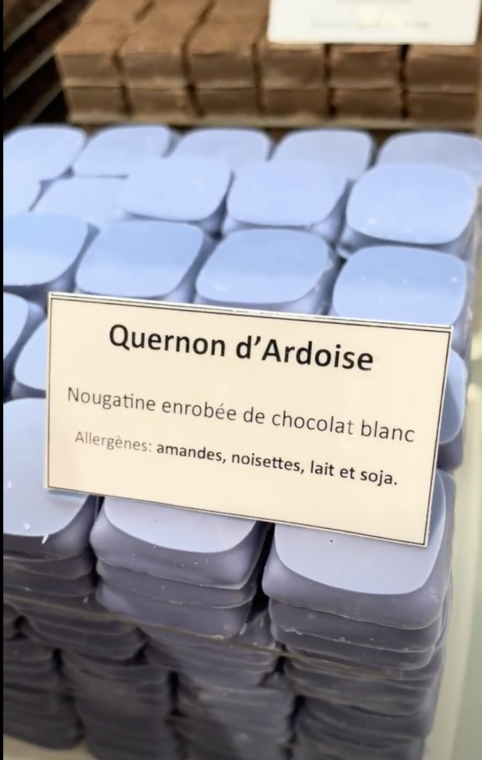 Quernon d'Ardoise
Nougatine enrobée de chocolat blanc
Allergènes: amandes, noisettes, lait et soja.